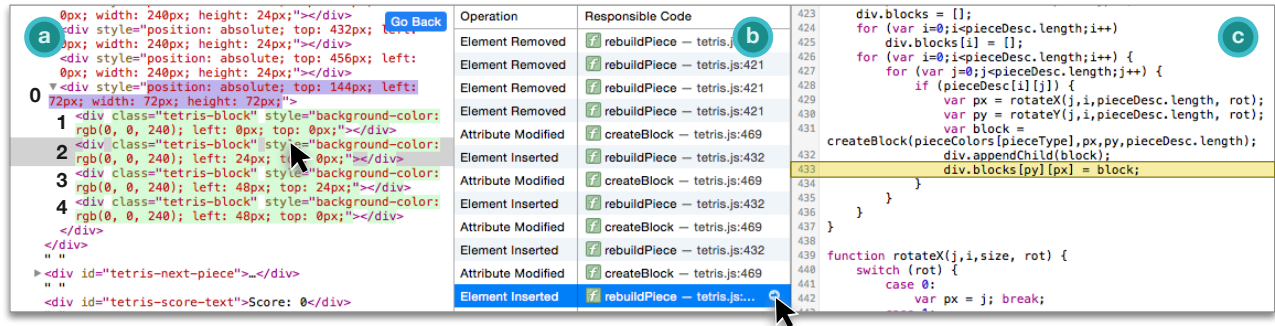 0px; width: 240px; height: 24px;"></div>
<div style="position: absolute; top: 432px; left:
0px; width: 240px; height: 24px;"></div>
<div style="position: absolute; top: 456px; left:
0px; width: 240px; height: 24px;"></div>
▼<div style="position: absolute; top: 144px; left:
72px; width: 72px; height: 72px;">
<div class="tetris-block" style="background-color:
rgb(0, 0, 240); left: 0px; top: 0px;"></div>
<div class="tetris-block" style="background-color:
rgb(0, 0, 240); left: 24px; top: 0px;"></div>
<div class="tetris-block" style="background-color:
rgb(0, 0, 240); left: 48px; top: 24px;"></div>
<div class="tetris-block" style="background-color:
rgb(0, 0, 240); left: 48px; top: 0px;"></div>
</div>
</div>
" "
▶<div id="tetris-next-piece">…</div>
" "
<div id="tetris-score-text">Score: 0</div>
Go Back
a
0
1
2
3
4
Operation Responsible Code
Element Removed f rebuildPiece — tetris.
Element Removed f rebuildPiece — tetris.js:421
Element Removed f rebuildPiece — tetris.js:421
Element Removed f rebuildPiece — tetris.js:421
Attribute Modified f createBlock — tetris.js:469
Element Inserted f rebuildPiece — tetris.js:432
Attribute Modified f createBlock — tetris.js:469
Element Inserted f rebuildPiece — tetris.js:432
Attribute Modified f createBlock — tetris.js:469
Element Inserted f rebuildPiece — tetris.js:432
Attribute Modified f createBlock — tetris.js:469
Element Inserted f rebuildPiece — tetris.js:...
b
423 div.blocks = [];
424 for (var i=0;i<pieceDesc.length;i++)
425 div.blocks[i] = [];
426 for (var i=0;i<pieceDesc.length;i++) {
427 for (var j=0;j<pieceDesc.length;j++) {
428 if (pieceDesc[i][j]) {
429 var px = rotateX(j,i,pieceDesc.length, rot);
430 var py = rotateY(j,i,pieceDesc.length, rot);
431 var block =
createBlock(pieceColors[pieceType],px,py,pieceDesc.length);
432 div.appendChild(block);
433 div.blocks[py][px] = block;
434 }
435 }
436 }
437 }
438
439 function rotateX(j,i,size, rot) {
440 switch (rot) {
441 case 0:
442 var px = j; break;
c